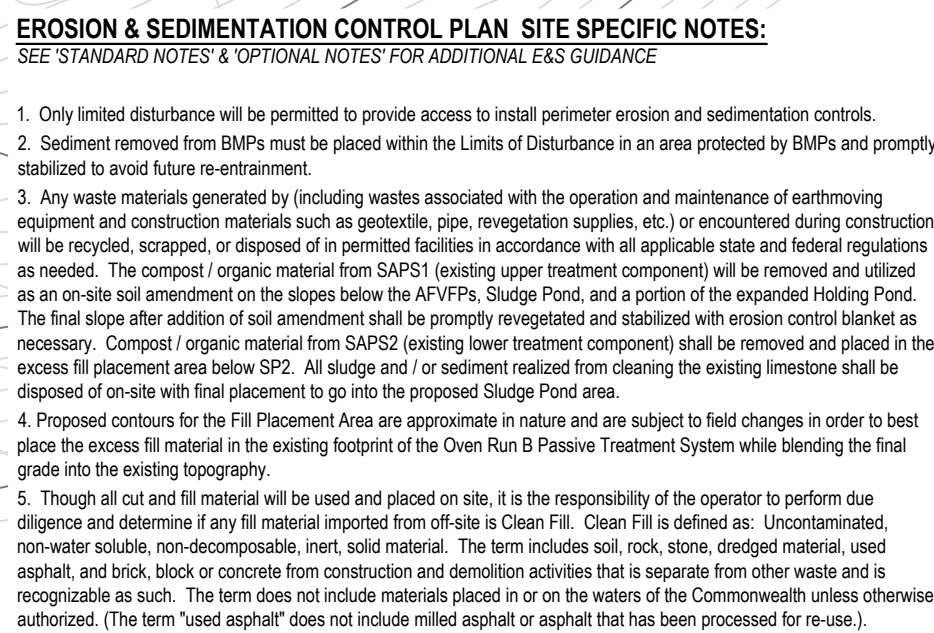 EROSION & SEDIMENTATION CONTROL PLAN  SITE SPECIFIC NOTES:
SEE 'STANDARD NOTES' & 'OPTIONAL NOTES' FOR ADDITIONAL E&S GUIDANCE
1.  Only limited disturbance will be permitted to provide access to install perimeter erosion and sedimentation controls.
2.  Sediment removed from BMPs must be placed within the Limits of Disturbance in an area protected by BMPs and promptly
stabilized to avoid future re-entrainment.
3.  Any waste materials generated by (including wastes associated with the operation and maintenance of earthmoving
equipment and construction materials such as geotextile, pipe, revegetation supplies, etc.) or encountered during construction
will be recycled, scrapped, or disposed of in permitted facilities in accordance with all applicable state and federal regulations
as needed.  The compost / organic material from SAPS1 (existing upper treatment component) will be removed and utilized
as an on-site soil amendment on the slopes below the AFVFPs, Sludge Pond, and a portion of the expanded Holding Pond.
The final slope after addition of soil amendment shall be promptly revegetated and stabilized with erosion control blanket as
necessary.  Compost / organic material from SAPS2 (existing lower treatment component) shall be removed and placed in the
excess fill placement area below SP2.  All sludge and / or sediment realized from cleaning the existing limestone shall be
disposed of on-site with final placement to go into the proposed Sludge Pond area.
4. Proposed contours for the Fill Placement Area are approximate in nature and are subject to field changes in order to best
place the excess fill material in the existing footprint of the Oven Run B Passive Treatment System while blending the final
grade into the existing topography.
5.  Though all cut and fill material will be used and placed on site, it is the responsibility of the operator to perform due
diligence and determine if any fill material imported from off-site is Clean Fill.  Clean Fill is defined as:  Uncontaminated,
non-water soluble, non-decomposable, inert, solid material.  The term includes soil, rock, stone, dredged material, used
asphalt, and brick, block or concrete from construction and demolition activities that is separate from other waste and is
recognizable as such.  The term does not include materials placed in or on the waters of the Commonwealth unless otherwise
authorized. (The term "used asphalt" does not include milled asphalt or asphalt that has been processed for re-use.).